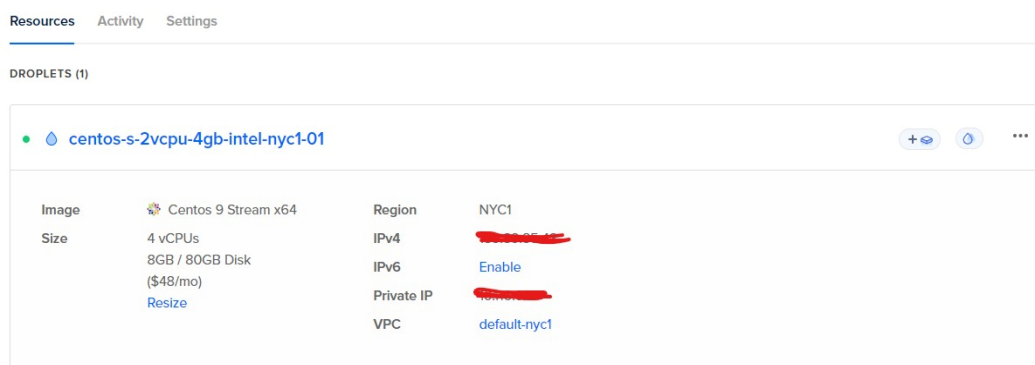 Resources Activity Settings
DROPLETS (1)
centos-s-2vcpu-4gb-intel-nyc1-01
Image Centos 9 Stream x64
Size 4 vCPUs
8GB / 80GB Disk
($48/mo)
Resize
Region NYC1
IPv4
IPv6 Enable
Private IP
VPC default-nyc1